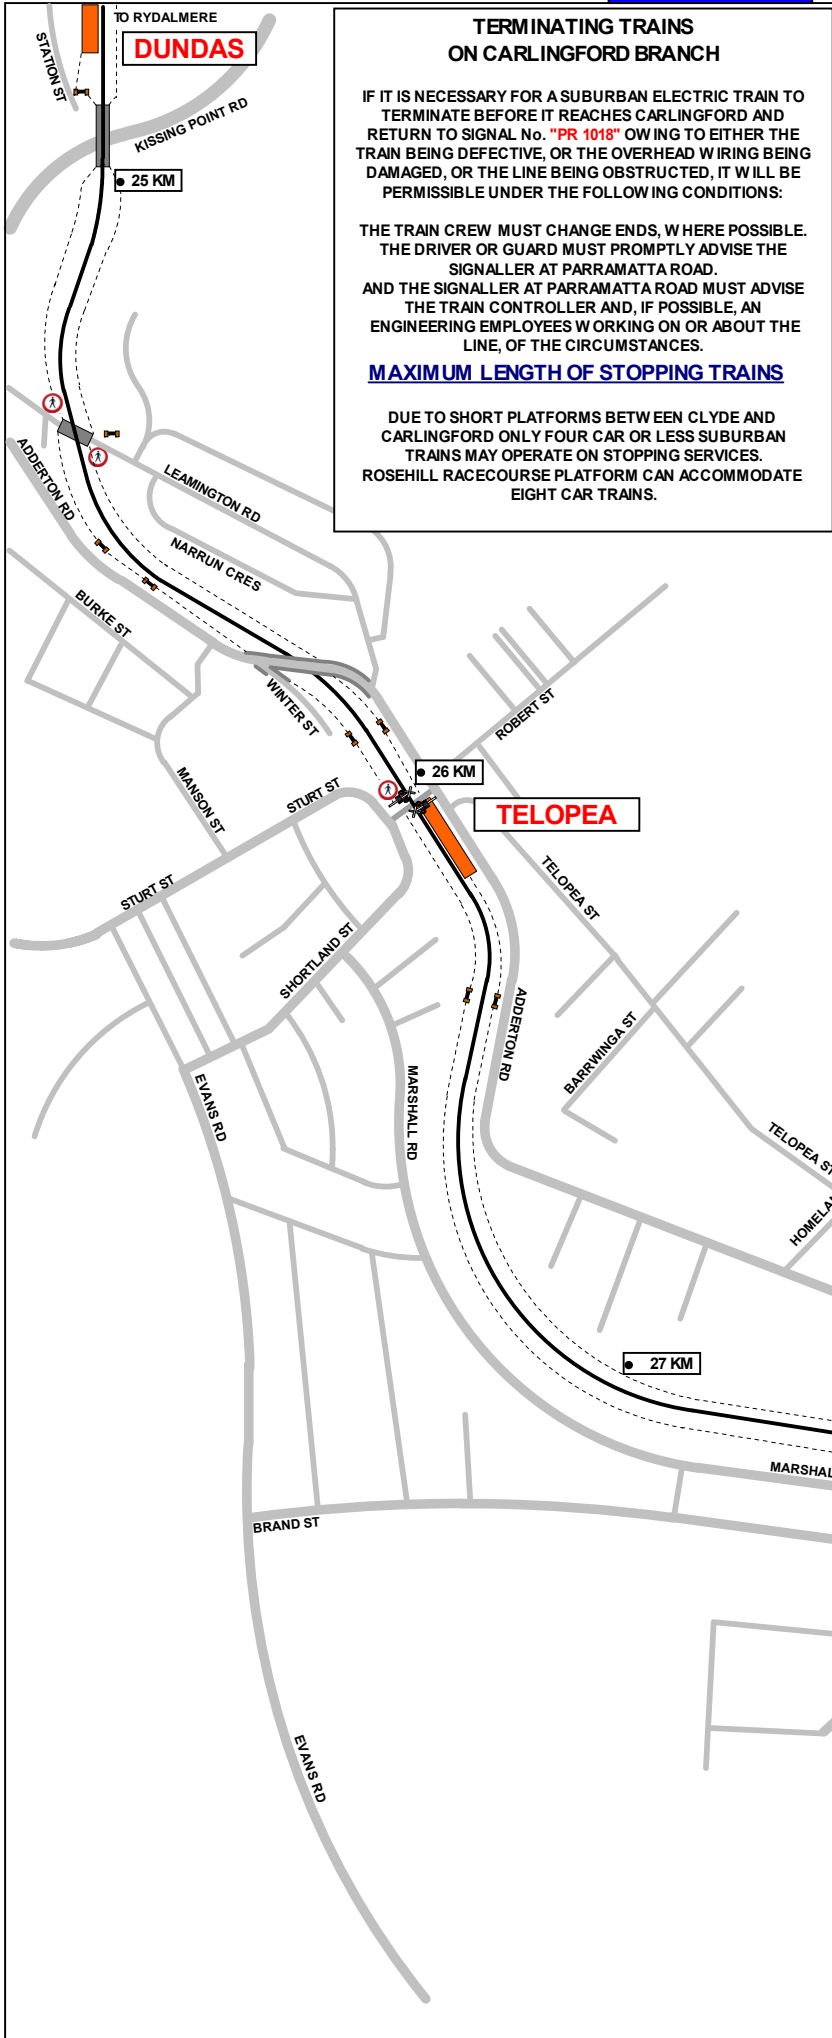 TO RYDALMERE
DUNDAS
STATION ST
KISSING POINT RD
25 KM
TERMINATING TRAINS
ON CARLINGFORD BRANCH
IF IT IS NECESSARY FOR A SUBURBAN ELECTRIC TRAIN TO
TERMINATE BEFORE IT REACHES CARLINGFORD AND
RETURN TO SIGNAL No. "PR 1018" OWING TO EITHER THE
TRAIN BEING DEFECTIVE, OR THE OVERHEAD WIRING BEING
DAMAGED, OR THE LINE BEING OBSTRUCTED, IT WILL BE
PERMISSIBLE UNDER THE FOLLOWING CONDITIONS:
THE TRAIN CREW MUST CHANGE ENDS, WHERE POSSIBLE.
THE DRIVER OR GUARD MUST PROMPTLY ADVISE THE
SIGNALLER AT PARRAMATTA ROAD.
AND THE SIGNALLER AT PARRAMATTA ROAD MUST ADVISE
THE TRAIN CONTROLLER AND, IF POSSIBLE, AN
ENGINEERING EMPLOYEES WORKING ON OR ABOUT THE
LINE, OF THE CIRCUMSTANCES.
MAXIMUM LENGTH OF STOPPING TRAINS
DUE TO SHORT PLATFORMS BETWEEN CLYDE AND
CARLINGFORD ONLY FOUR CAR OR LESS SUBURBAN
TRAINS MAY OPERATE ON STOPPING SERVICES.
ROSEHILL RACECOURSE PLATFORM CAN ACCOMMODATE
EIGHT CAR TRAINS.
ADDERTON RD
LEAMINGTON RD
NARRUN CRES
BURKE ST
WINTER ST
ROBERT ST
MANSON ST
STURT ST
26 KM
TELOPEA
STURT ST
TELOPEA ST
SHORTLAND ST
ADDERTON RD
BARRWINGA ST
EVANS RD
MARSHALL RD
TELOPEA ST
HOMELA
27 KM
MARSHAL
BRAND ST
EVANS RD